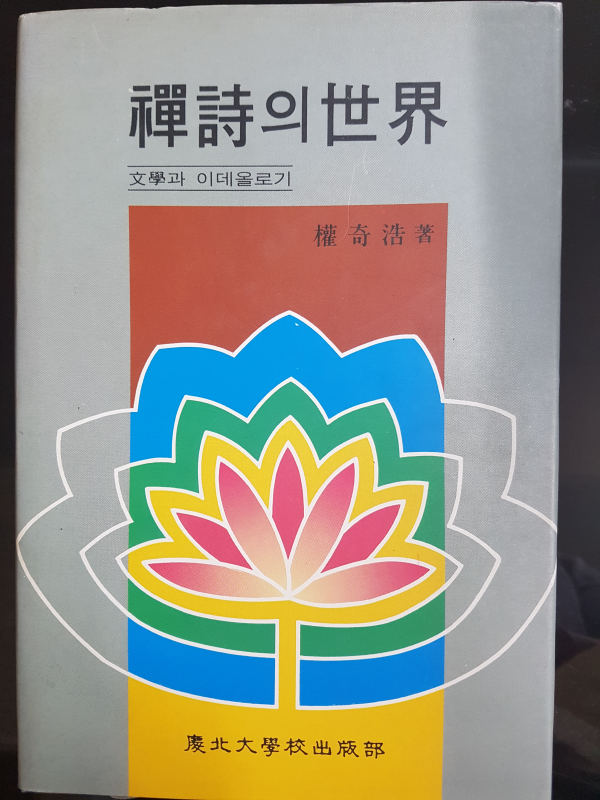 禪詩의世界
文學과 이데올로기
權奇浩 著
慶北大學校出版部